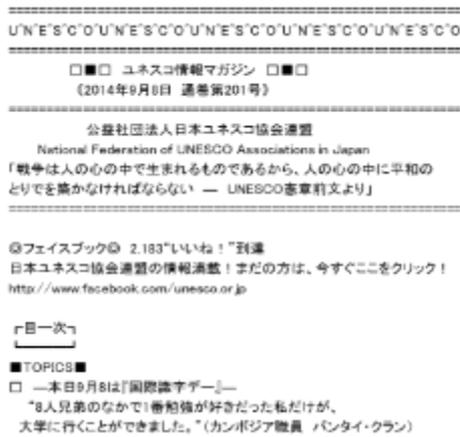 ==================================================
U^N^E^S^C^O^U^N^E^S^C^O^U^N^E^S^C^O^U^N^E^S^C^O^U^N^E^S^C^O
==================================================
□■□ ユネスコ情報マガジン □■□
《2014年9月8日 通巻第201号》
==================================================
公益社団法人日本ユネスコ協会連盟
National Federation of UNESCO Associations in Japan
「戦争は人の心の中で生まれるものであるから、人の心の中に平和の
とりでを築かなければならない ― UNESCO憲章前文より」
==================================================
◎フェイスブック◎ 2,183“いいね！”到達
日本ユネスコ協会連盟の情報満載！まだの方は、今すぐここをクリック！
http://www.facebook.com/unesco.or.jp
┌目―次┐
■TOPICS■
□ ―本日9月8は『国際識字デー』―
“8人兄弟のなかで1番勉強が好きだった私だけが、
大学に行くことができました。”（カンボジア職員 バンタイ・クラン）